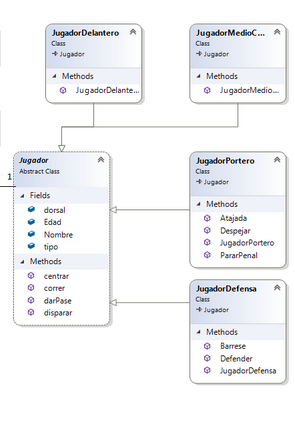 JugadorDelantero
Class
Jugador
Methods
JugadorDelante...
JugadorMedioC...
Class
Jugador
Methods
JugadorMedio...
1
Jugador
Abstract Class
Fields
dorsal
Edad
Nombre
tipo
Methods
centrar
correr
darPase
disparar
JugadorPortero
Class
Jugador
Methods
Atajada
Despejar
JugadorPortero
PararPenal
JugadorDefensa
Class
Jugador
Methods
Barrese
Defender
JugadorDefensa